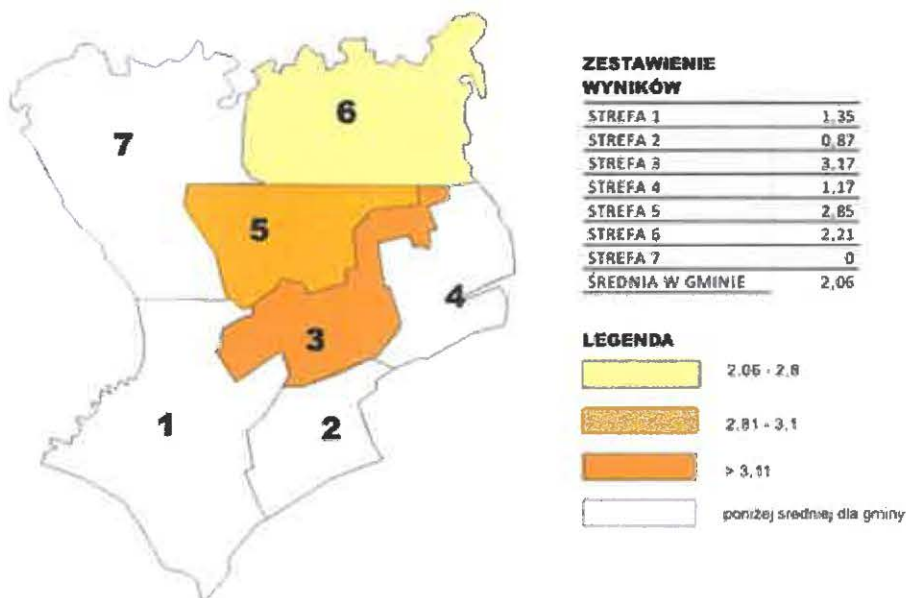 7
6
5
4
3
1
2
ZESTAWIENIE
WYNIKÓW
STREFA 1 1,35
STREFA 2 0,87
STREFA 3 3,17
STREFA 4 1,17
STREFA 5 2,85
STREFA 6 2,21
STREFA 7 0
ŚREDNIA W GMINIE 2,06
LEGENDA
2.06 - 2,8
2,81 - 3,1
> 3,11
poniżej średniej dla gminy